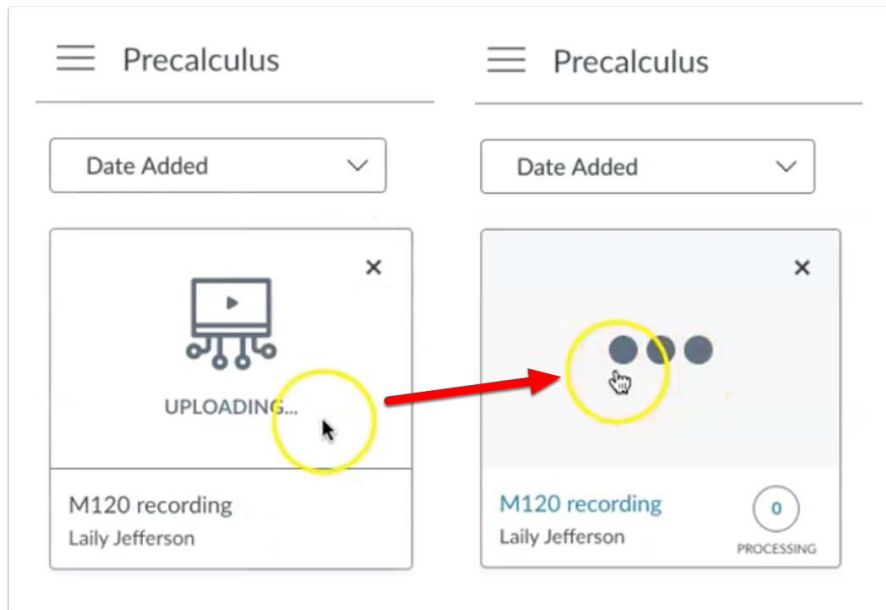 Precalculus
Date Added
UPLOADING...
M120 recording
Laily Jefferson
Precalculus
Date Added
M120 recording
Laily Jefferson
0
PROCESSING